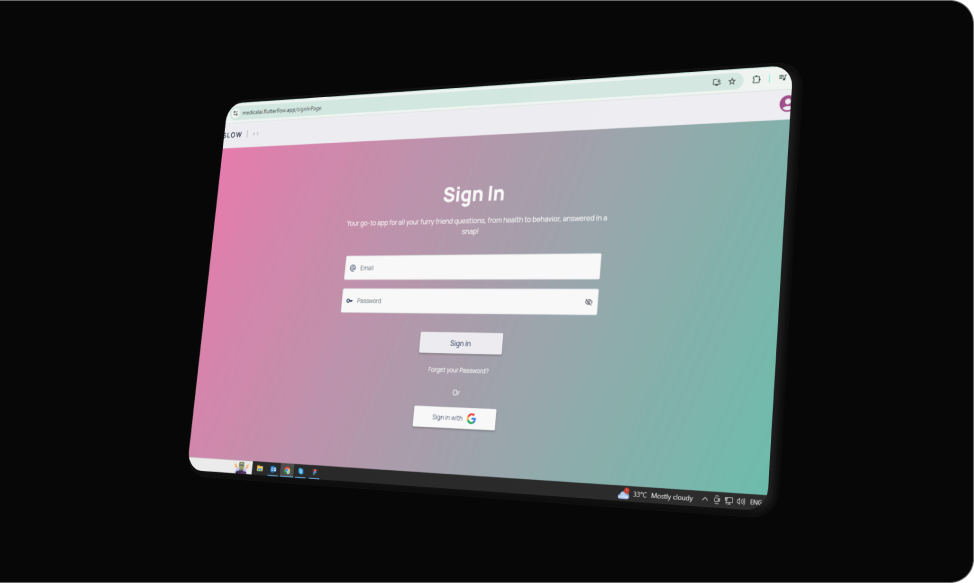 medicalai.flutterflow.app/signInPage
SLOW
Sign In
Your go-to app for all your furry friend questions, from health to behavior, answered in a
snap!
Email
Password
Sign in
Forget your Password?
Or
Sign in with G
33°C Mostly cloudy
ENG